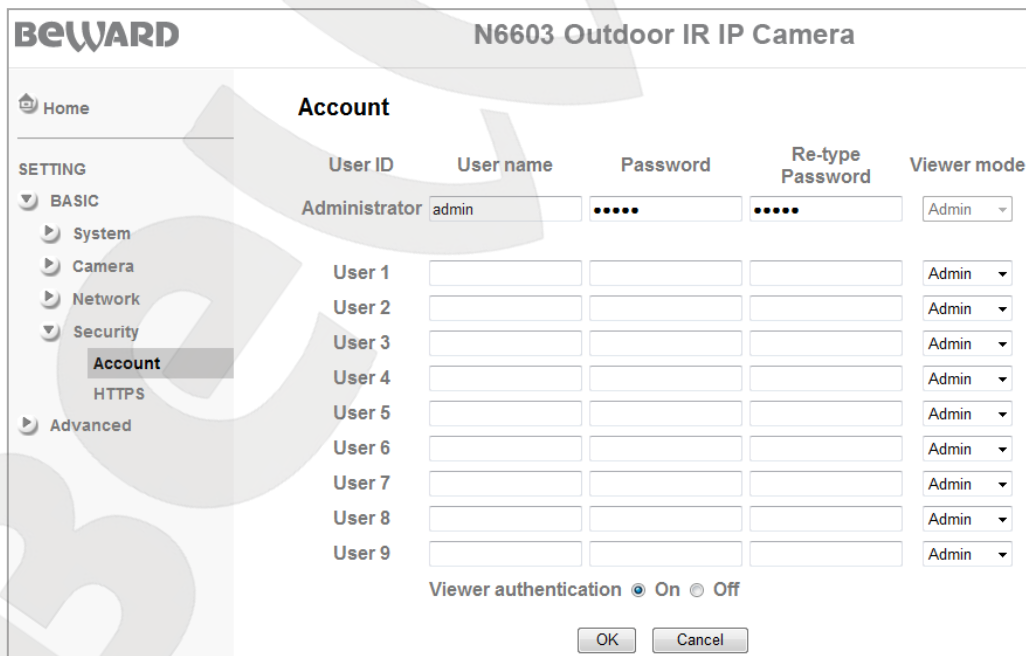 BEWARD
N6603 Outdoor IR IP Camera
Home
SETTING
BASIC
System
Camera
Network
Security
Account
HTTPS
Advanced
Account
User ID User name Password Re-type Password Viewer mode
Administrator admin ••••• ••••• Admin
User 1 Admin
User 2 Admin
User 3 Admin
User 4 Admin
User 5 Admin
User 6 Admin
User 7 Admin
User 8 Admin
User 9 Admin
Viewer authentication On Off
OK Cancel